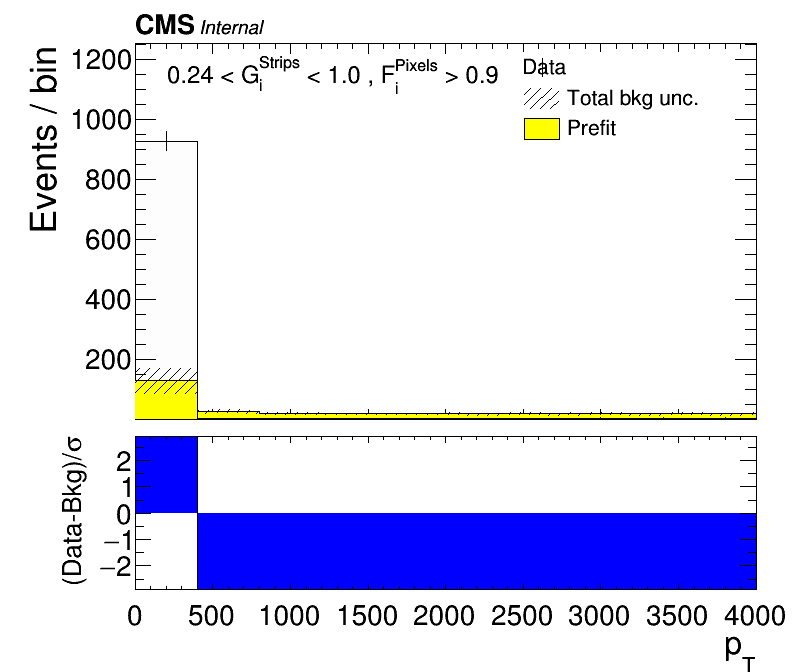 CMS Internal
Events / bin
1200
1000
800
600
400
200
0.24 < G_i^Strips < 1.0 , F_i^Pixels > 0.9
Data
Total bkg unc.
Prefit
(Data-Bkg)/σ
2
1
0
−1
−2
0 500 1000 1500 2000 2500 3000 3500 4000
p_T